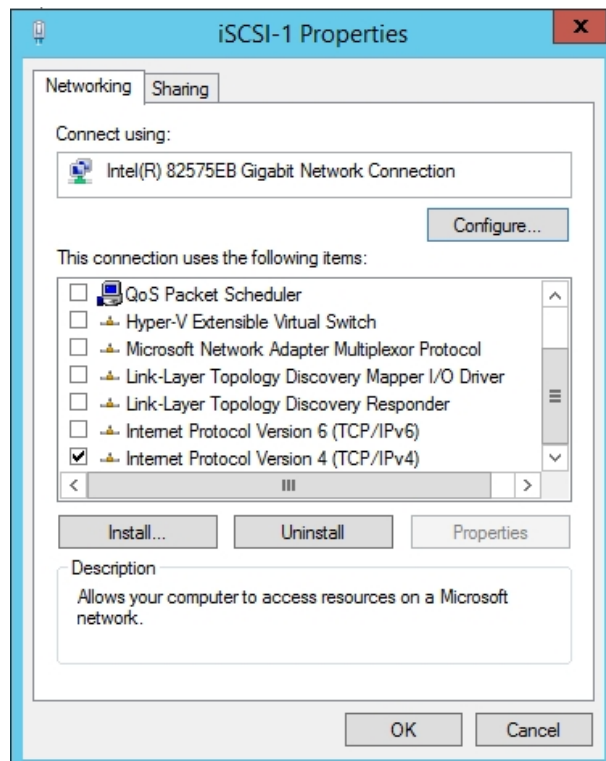 iSCSI-1 Properties
x
Networking
Sharing
Connect using:
Intel(R) 82575EB Gigabit Network Connection
Configure...
This connection uses the following items:
QoS Packet Scheduler
Hyper-V Extensible Virtual Switch
Microsoft Network Adapter Multiplexor Protocol
Link-Layer Topology Discovery Mapper I/O Driver
Link-Layer Topology Discovery Responder
Internet Protocol Version 6 (TCP/IPv6)
Internet Protocol Version 4 (TCP/IPv4)
Install...
Uninstall
Properties
Description
Allows your computer to access resources on a Microsoft
network.
OK
Cancel